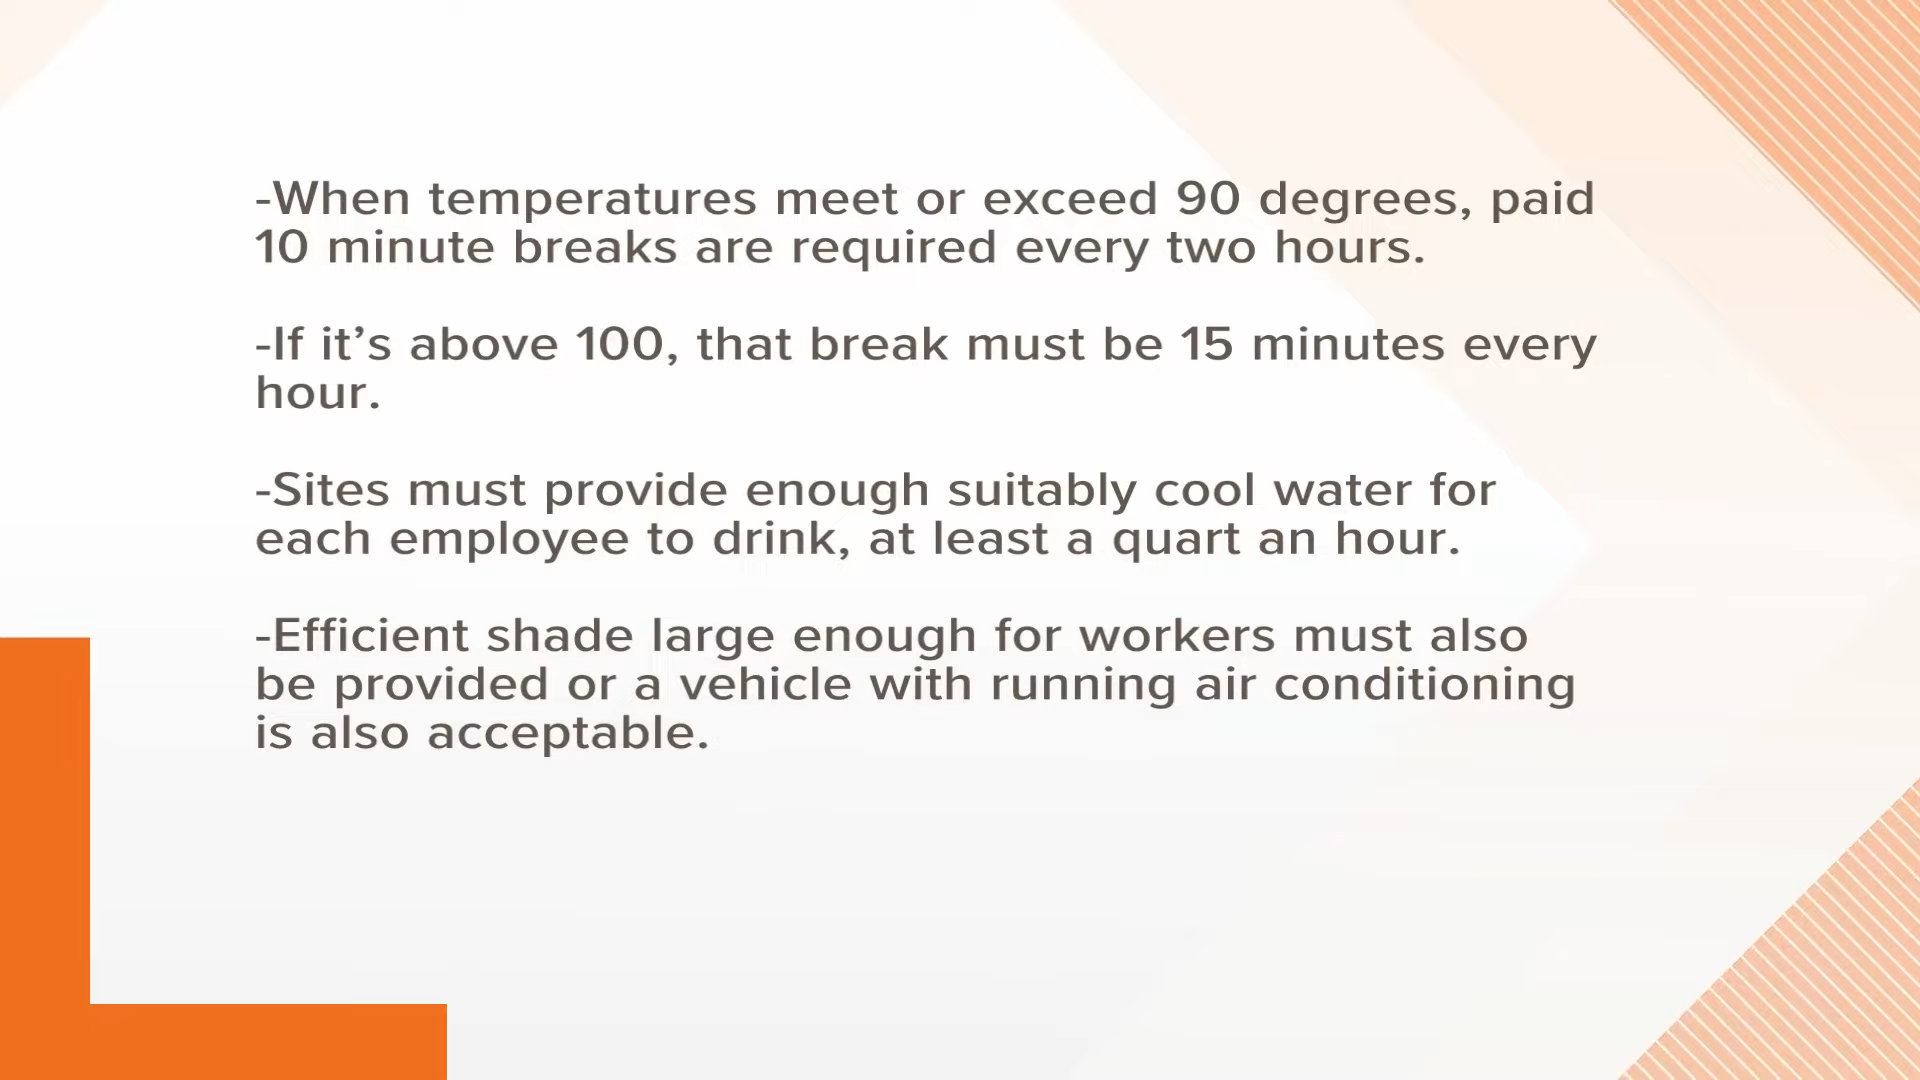 -When temperatures meet or exceed 90 degrees, paid
10 minute breaks are required every two hours.
-If it’s above 100, that break must be 15 minutes every
hour.
-Sites must provide enough suitably cool water for
each employee to drink, at least a quart an hour.
-Efficient shade large enough for workers must also
be provided or a vehicle with running air conditioning
is also acceptable.